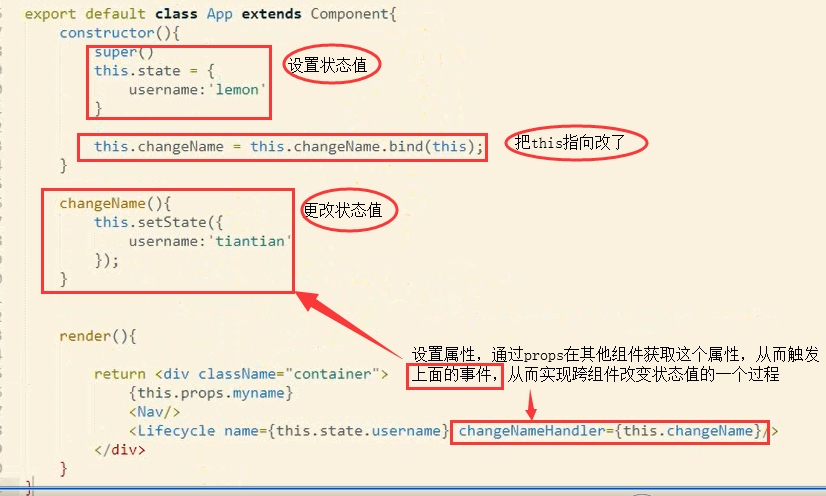 export default class App extends Component{
constructor(){
super()
this.state = {
设置状态值
username:'lemon'
}
this.changeName = this.changeName.bind(this);
把this指向改了
}
changeName(){
更改状态值
this.setState({
username:'tiantian'
});
}
render(){
设置属性，通过props在其他组件获取这个属性，从而触发
上面的事件，从而实现跨组件改变状态值的一个过程
return <div className="container">
{this.props.myname}
<Nav/>
<Lifecycle name={this.state.username} changeNameHandler={this.changeName}/>
</div>
}
}